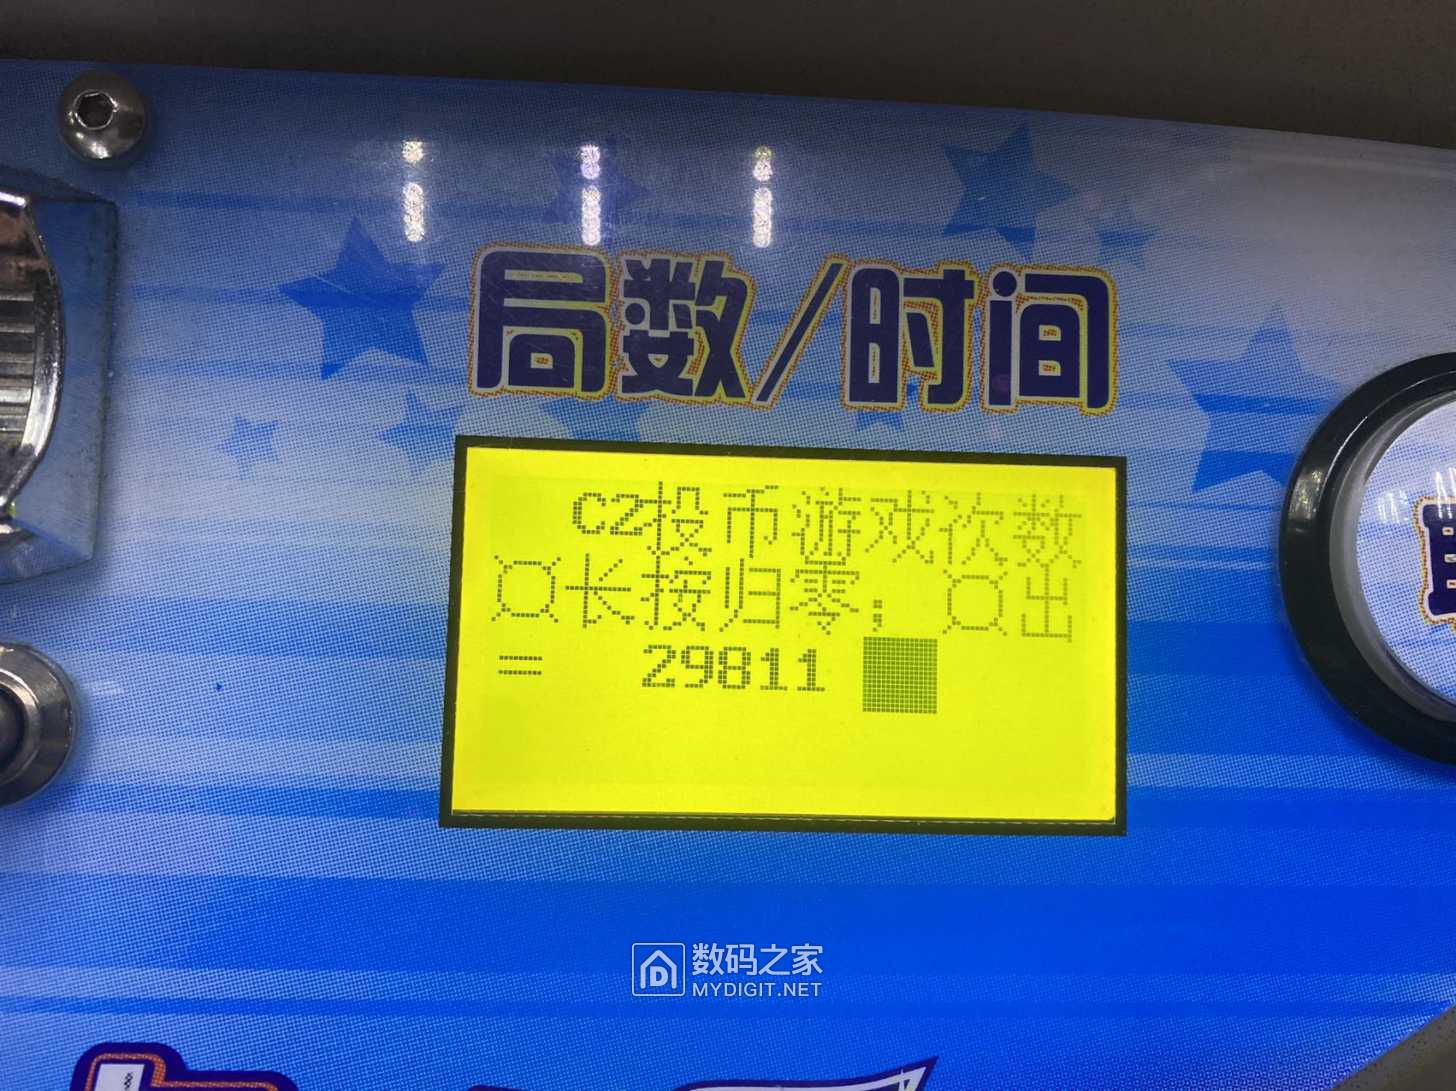 局数/时间
C2投币游戏次数
¤长按归零；¤出
= 29811
数码之家
MYDIGIT.NET